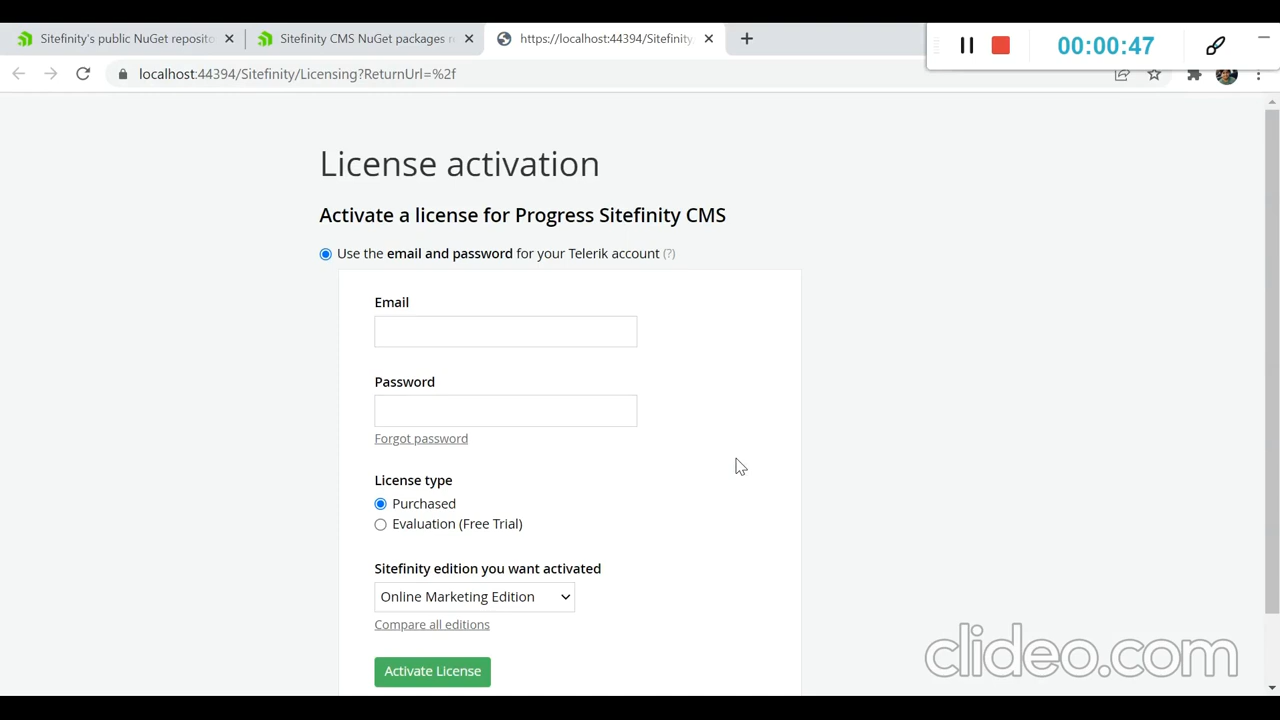 Sitefinity's public NuGet reposito
Sitefinity CMS NuGet packages r
https://localhost:44394/Sitefinity
00:00:47
localhost:44394/Sitefinity/Licensing?ReturnUrl=%2f
License activation
Activate a license for Progress Sitefinity CMS
Use the email and password for your Telerik account (?)
Email
Password
Forgot password
License type
Purchased
Evaluation (Free Trial)
Sitefinity edition you want activated
Online Marketing Edition
Compare all editions
Activate License
clideo.com